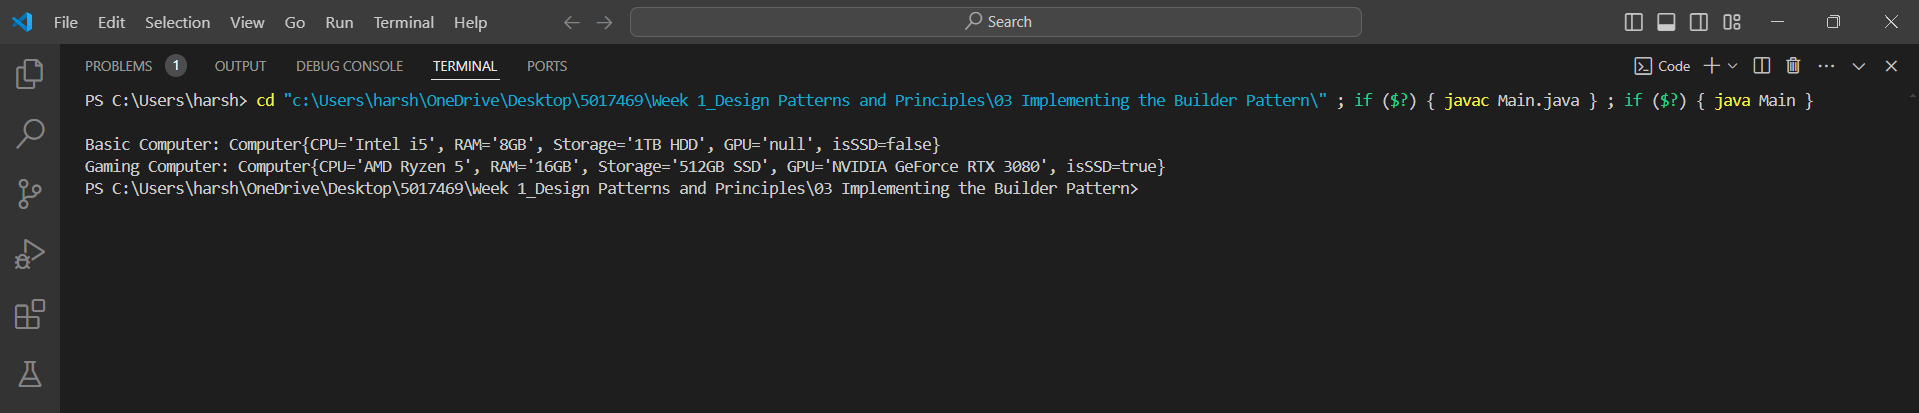 File Edit Selection View Go Run Terminal Help Search
PROBLEMS 1 OUTPUT DEBUG CONSOLE TERMINAL PORTS Code
PS C:\Users\harsh> cd "c:\Users\harsh\OneDrive\Desktop\5017469\Week 1_Design Patterns and Principles\03 Implementing the Builder Pattern\" ; if ($?) { javac Main.java } ; if ($?) { java Main }
Basic Computer: Computer{CPU='Intel i5', RAM='8GB', Storage='1TB HDD', GPU='null', isSSD=false}
Gaming Computer: Computer{CPU='AMD Ryzen 5', RAM='16GB', Storage='512GB SSD', GPU='NVIDIA GeForce RTX 3080', isSSD=true}
PS C:\Users\harsh\OneDrive\Desktop\5017469\Week 1_Design Patterns and Principles\03 Implementing the Builder Pattern>